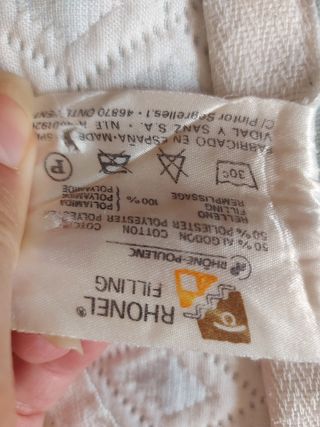 RHONEL®
FILLING
RHÔNE-POULENC
50% ALGODON COTTON
50% POLIESTER POLYESTER
RELLENO
FILLING
REMPLISSAGE
100%
POLIAMIDA
POLYAMIDE
30°
P
FABRICADO EN ESPAÑA · MADE
VIDAL Y SANZ S.A. · N.I.F.
C/ Pintor Segrelles, 1 · 46870 ONTENIENTE